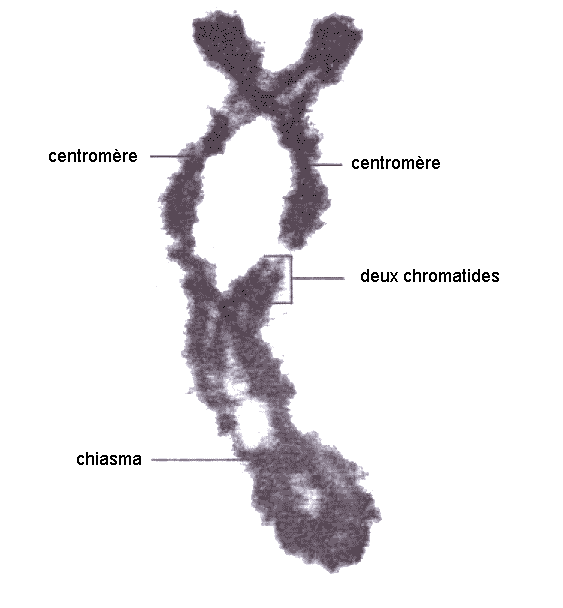 centromère
centromère
deux chromatides
chiasma